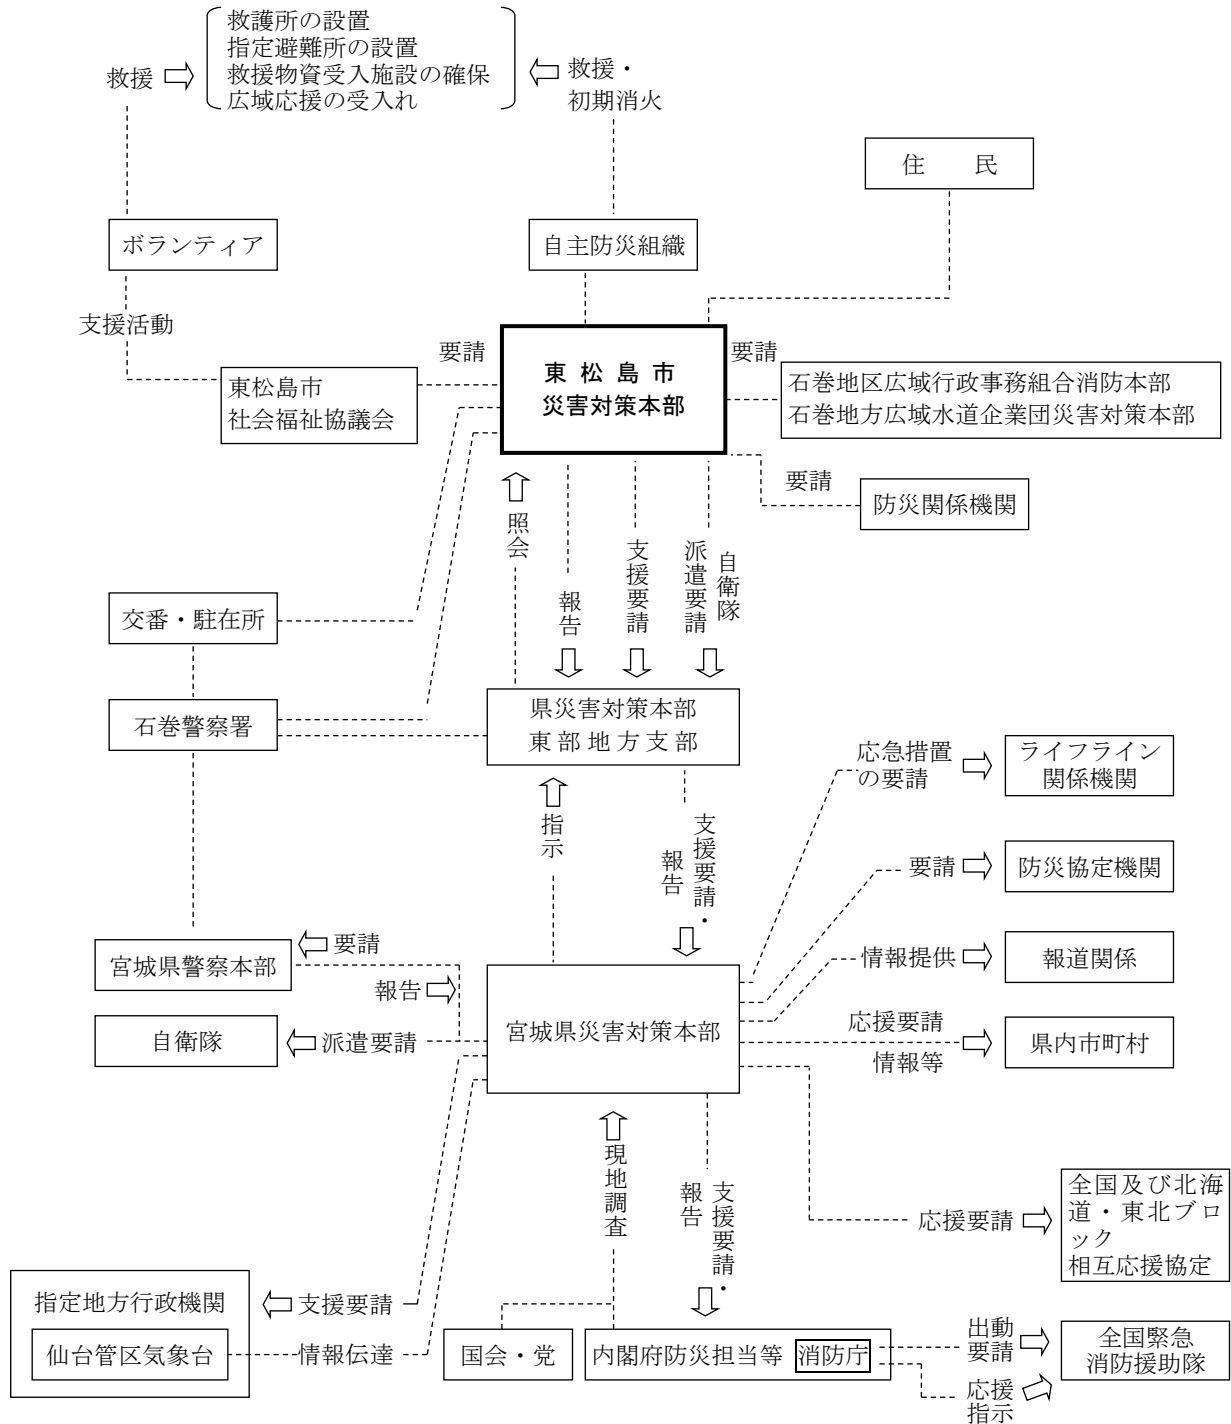 救護所の設置
指定避難所の設置
救援物資受入施設の確保
広域応援の受入れ
救援
救援・
初期消火
住　　民
ボランティア
自主防災組織
支援活動
要請
東 松 島 市
災害対策本部
要請
東松島市
社会福祉協議会
石巻地区広域行政事務組合消防本部
石巻地方広域水道企業団災害対策本部
要請
防災関係機関
照会
報告
支援要請
自衛隊
派遣要請
交番・駐在所
石巻警察署
県災害対策本部
東部地方支部
応急措置
の要請
ライフライン
関係機関
指示
支援要請・
報告
要請
防災協定機関
宮城県警察本部
要請
報告
情報提供
報道関係
自衛隊
派遣要請
宮城県災害対策本部
応援要請
情報等
県内市町村
現地調査
支援要請・
報告
応援要請
全国及び北海
道・東北ブロ
ック
相互応援協定
指定地方行政機関
支援要請
仙台管区気象台
情報伝達
国会・党
内閣府防災担当等
消防庁
出動
要請
全国緊急
消防援助隊
応援
指示